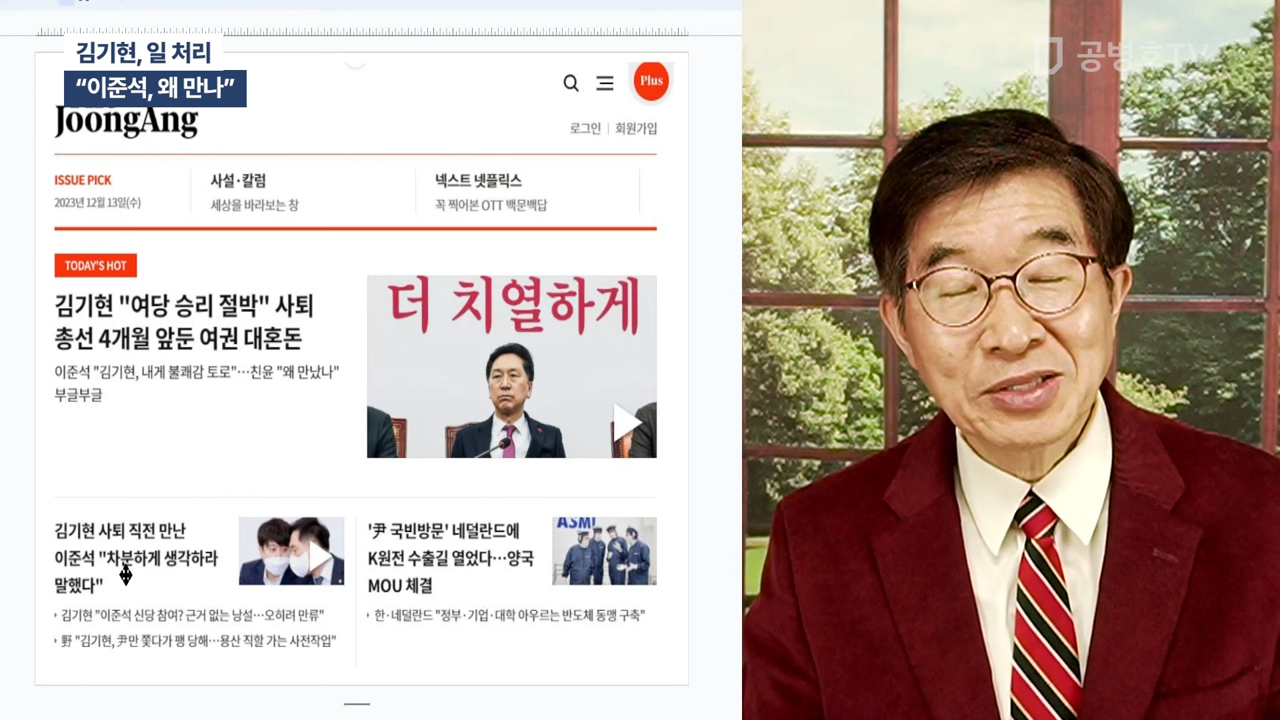 김기현, 일 처리
“이준석, 왜 만나”
공병호TV
JoongAng
Plus
로그인 | 회원가입
ISSUE PICK
2023년 12월 13일(수)
사설·칼럼
세상을 바라보는 창
넥스트 넷플릭스
꼭 찍어본 OTT 백문백답
TODAY'S HOT
김기현 "여당 승리 절박" 사퇴
총선 4개월 앞둔 여권 대혼돈
이준석 "김기현, 내게 불쾌감 토로"…친윤 "왜 만났나"
부글부글
더 치열하게
김기현 사퇴 직전 만난
이준석 "차분하게 생각하라
말했다"
김기현 "이준석 신당 참여? 근거 없는 낭설…오히려 만류"
野 "김기현, 尹만 쫓다가 팽 당해…용산 직할 가는 사전작업"
'尹 국빈방문' 네덜란드에
K원전 수출길 열었다…양국
MOU 체결
ASML
한·네덜란드 "정부·기업·대학 아우르는 반도체 동맹 구축"